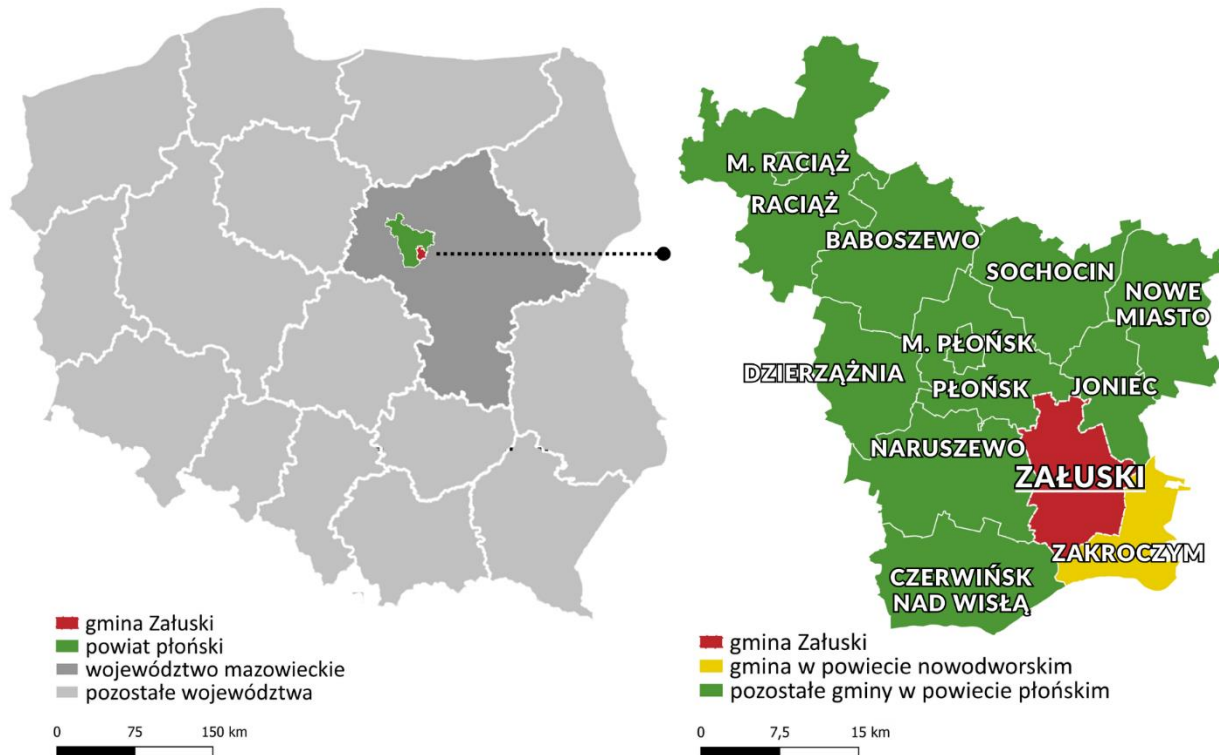 M. RACIĄŻ
RACIĄŻ
BABOSZEWO
SOCHOCIN
NOWE
MIASTO
M. PŁOŃSK
DZIERZĄŻNIA
PŁOŃSK
JONIEC
NARUSZEWO
ZAŁUSKI
ZAKROCZYM
CZERWIŃSK
NAD WISŁĄ
gmina Załuski
powiat płoński
województwo mazowieckie
pozostałe województwa
0 75 150 km
gmina Załuski
gmina w powiecie nowodworskim
pozostałe gminy w powiecie płońskim
0 7,5 15 km